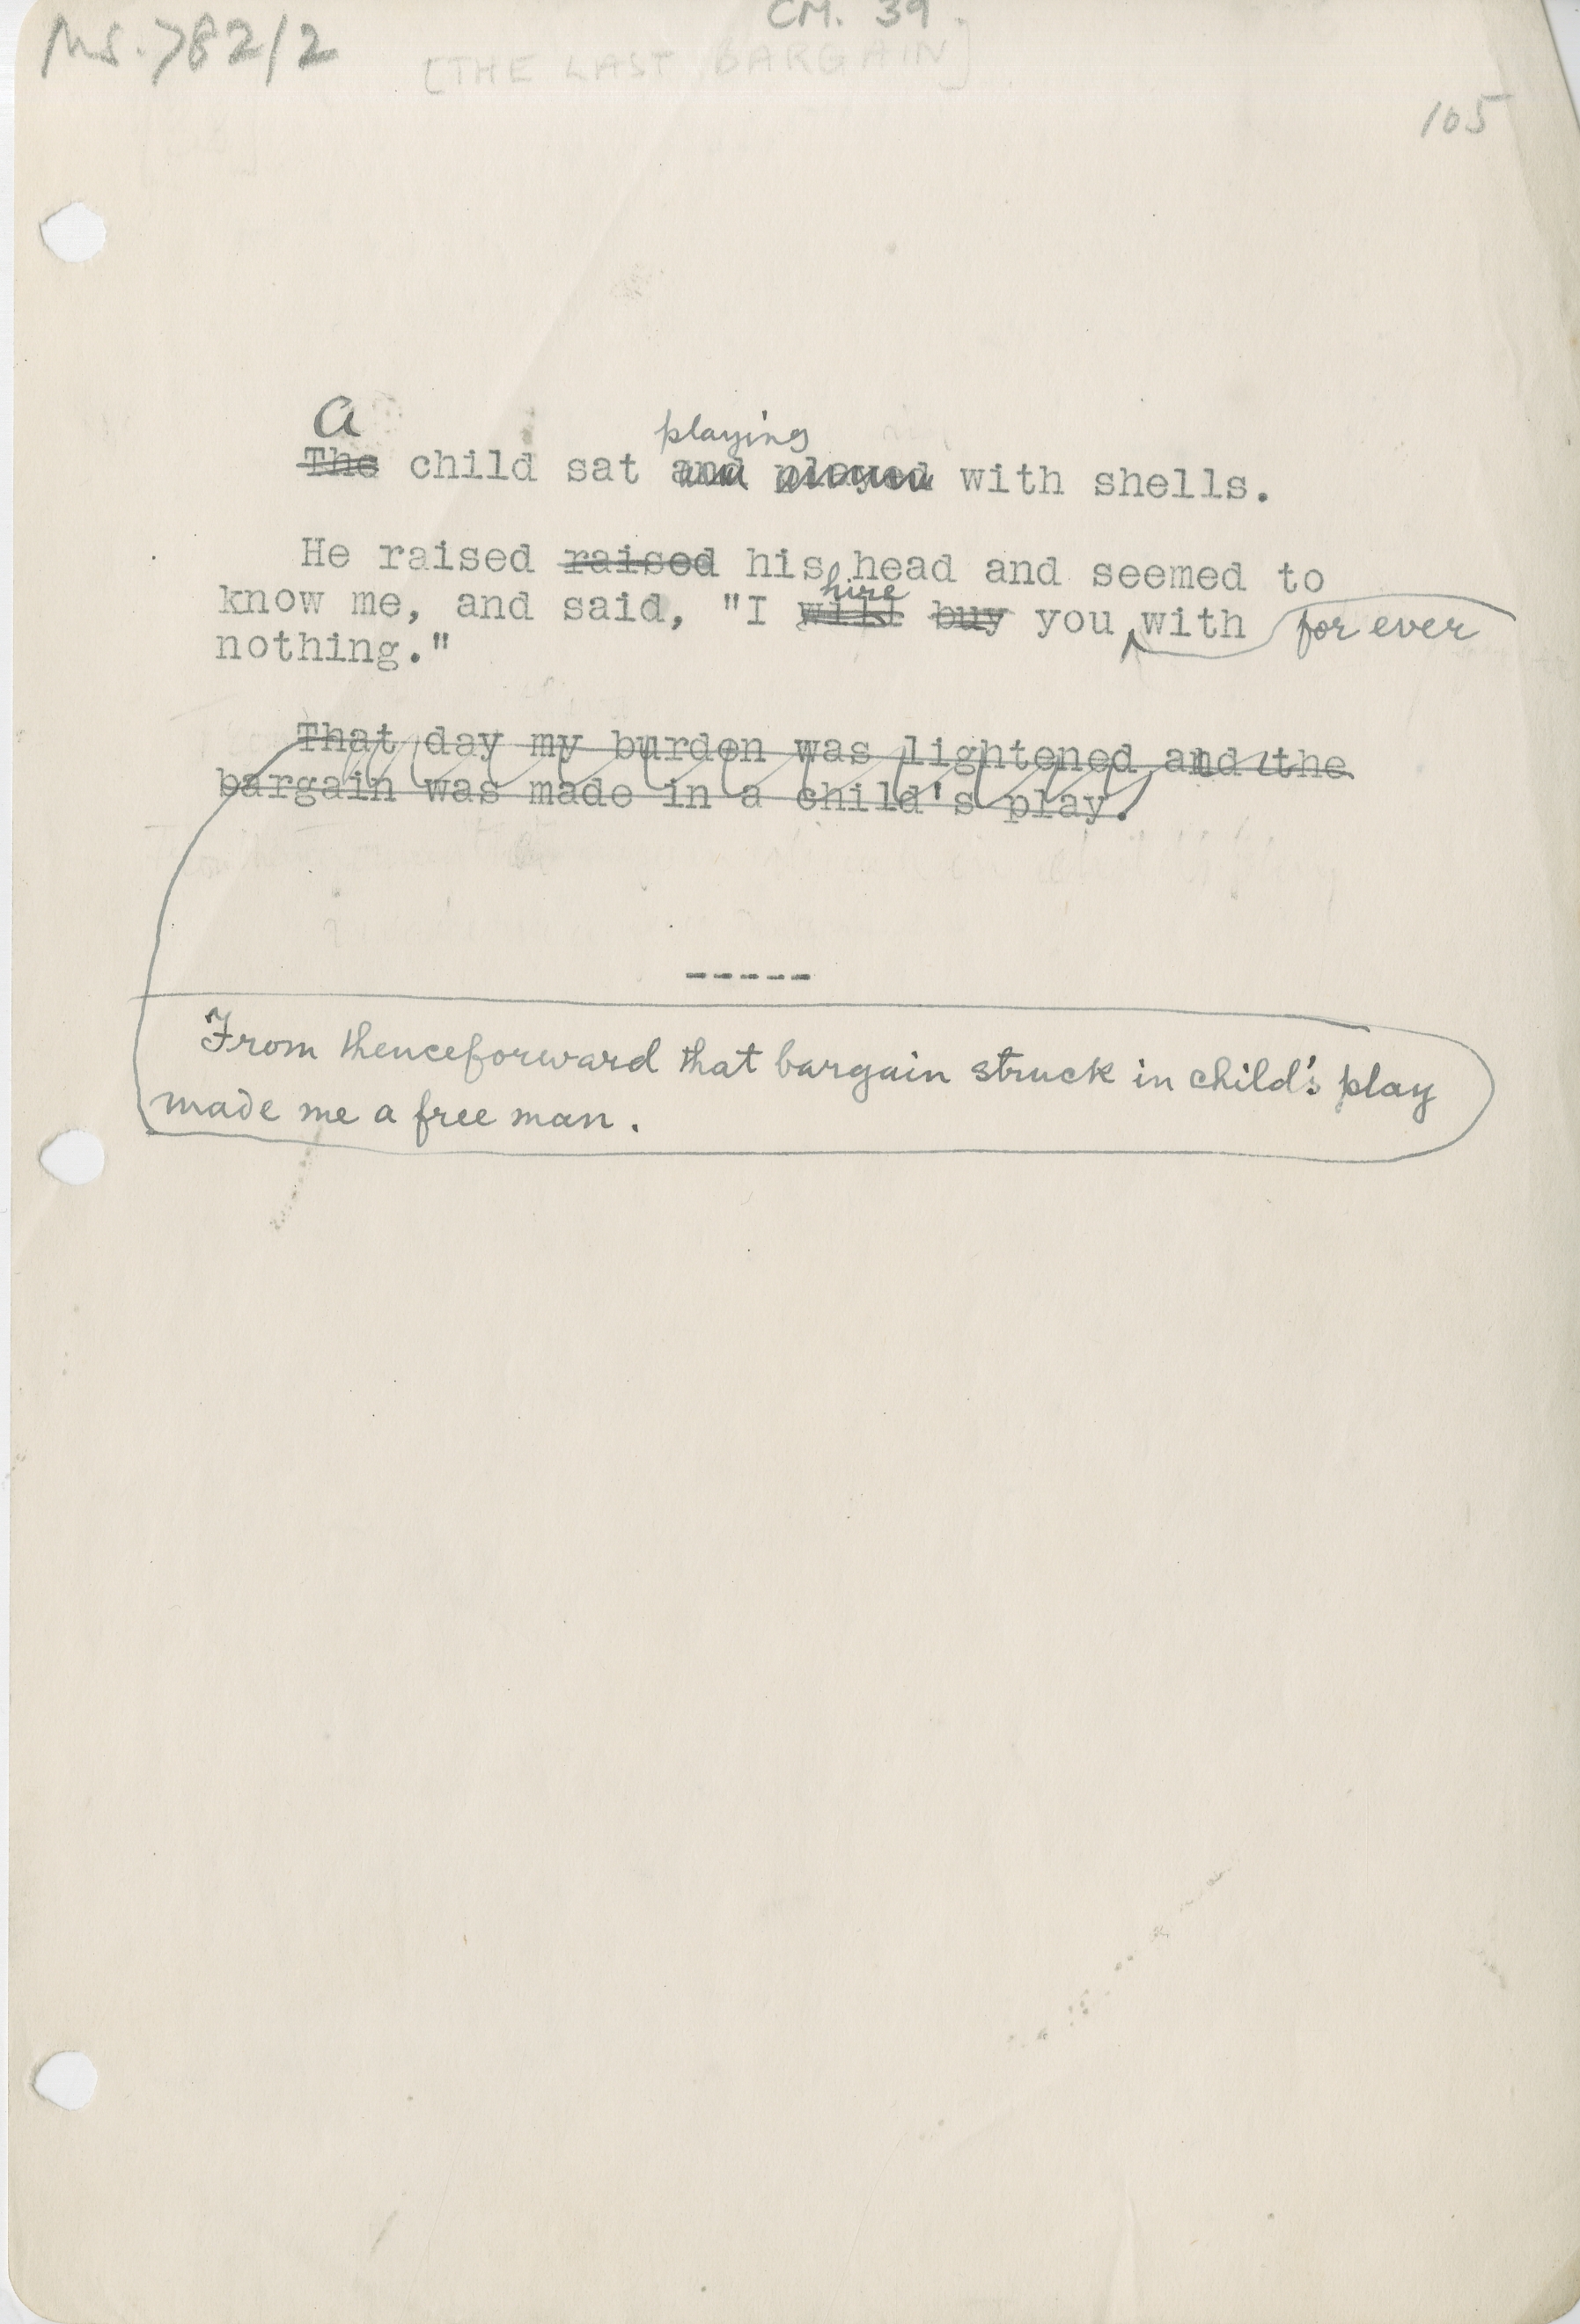 Ms. 782/2
CM. 39.
[THE LAST BARGAIN]
105
A playing
The child sat and played with shells.
He raised raised his head and seemed to
hire
know me, and said, "I will buy you with for ever
nothing."
That day my burden was lightened and the
bargain was made in a child's play.
-----
From thenceforward that bargain struck in child's play
made me a free man.